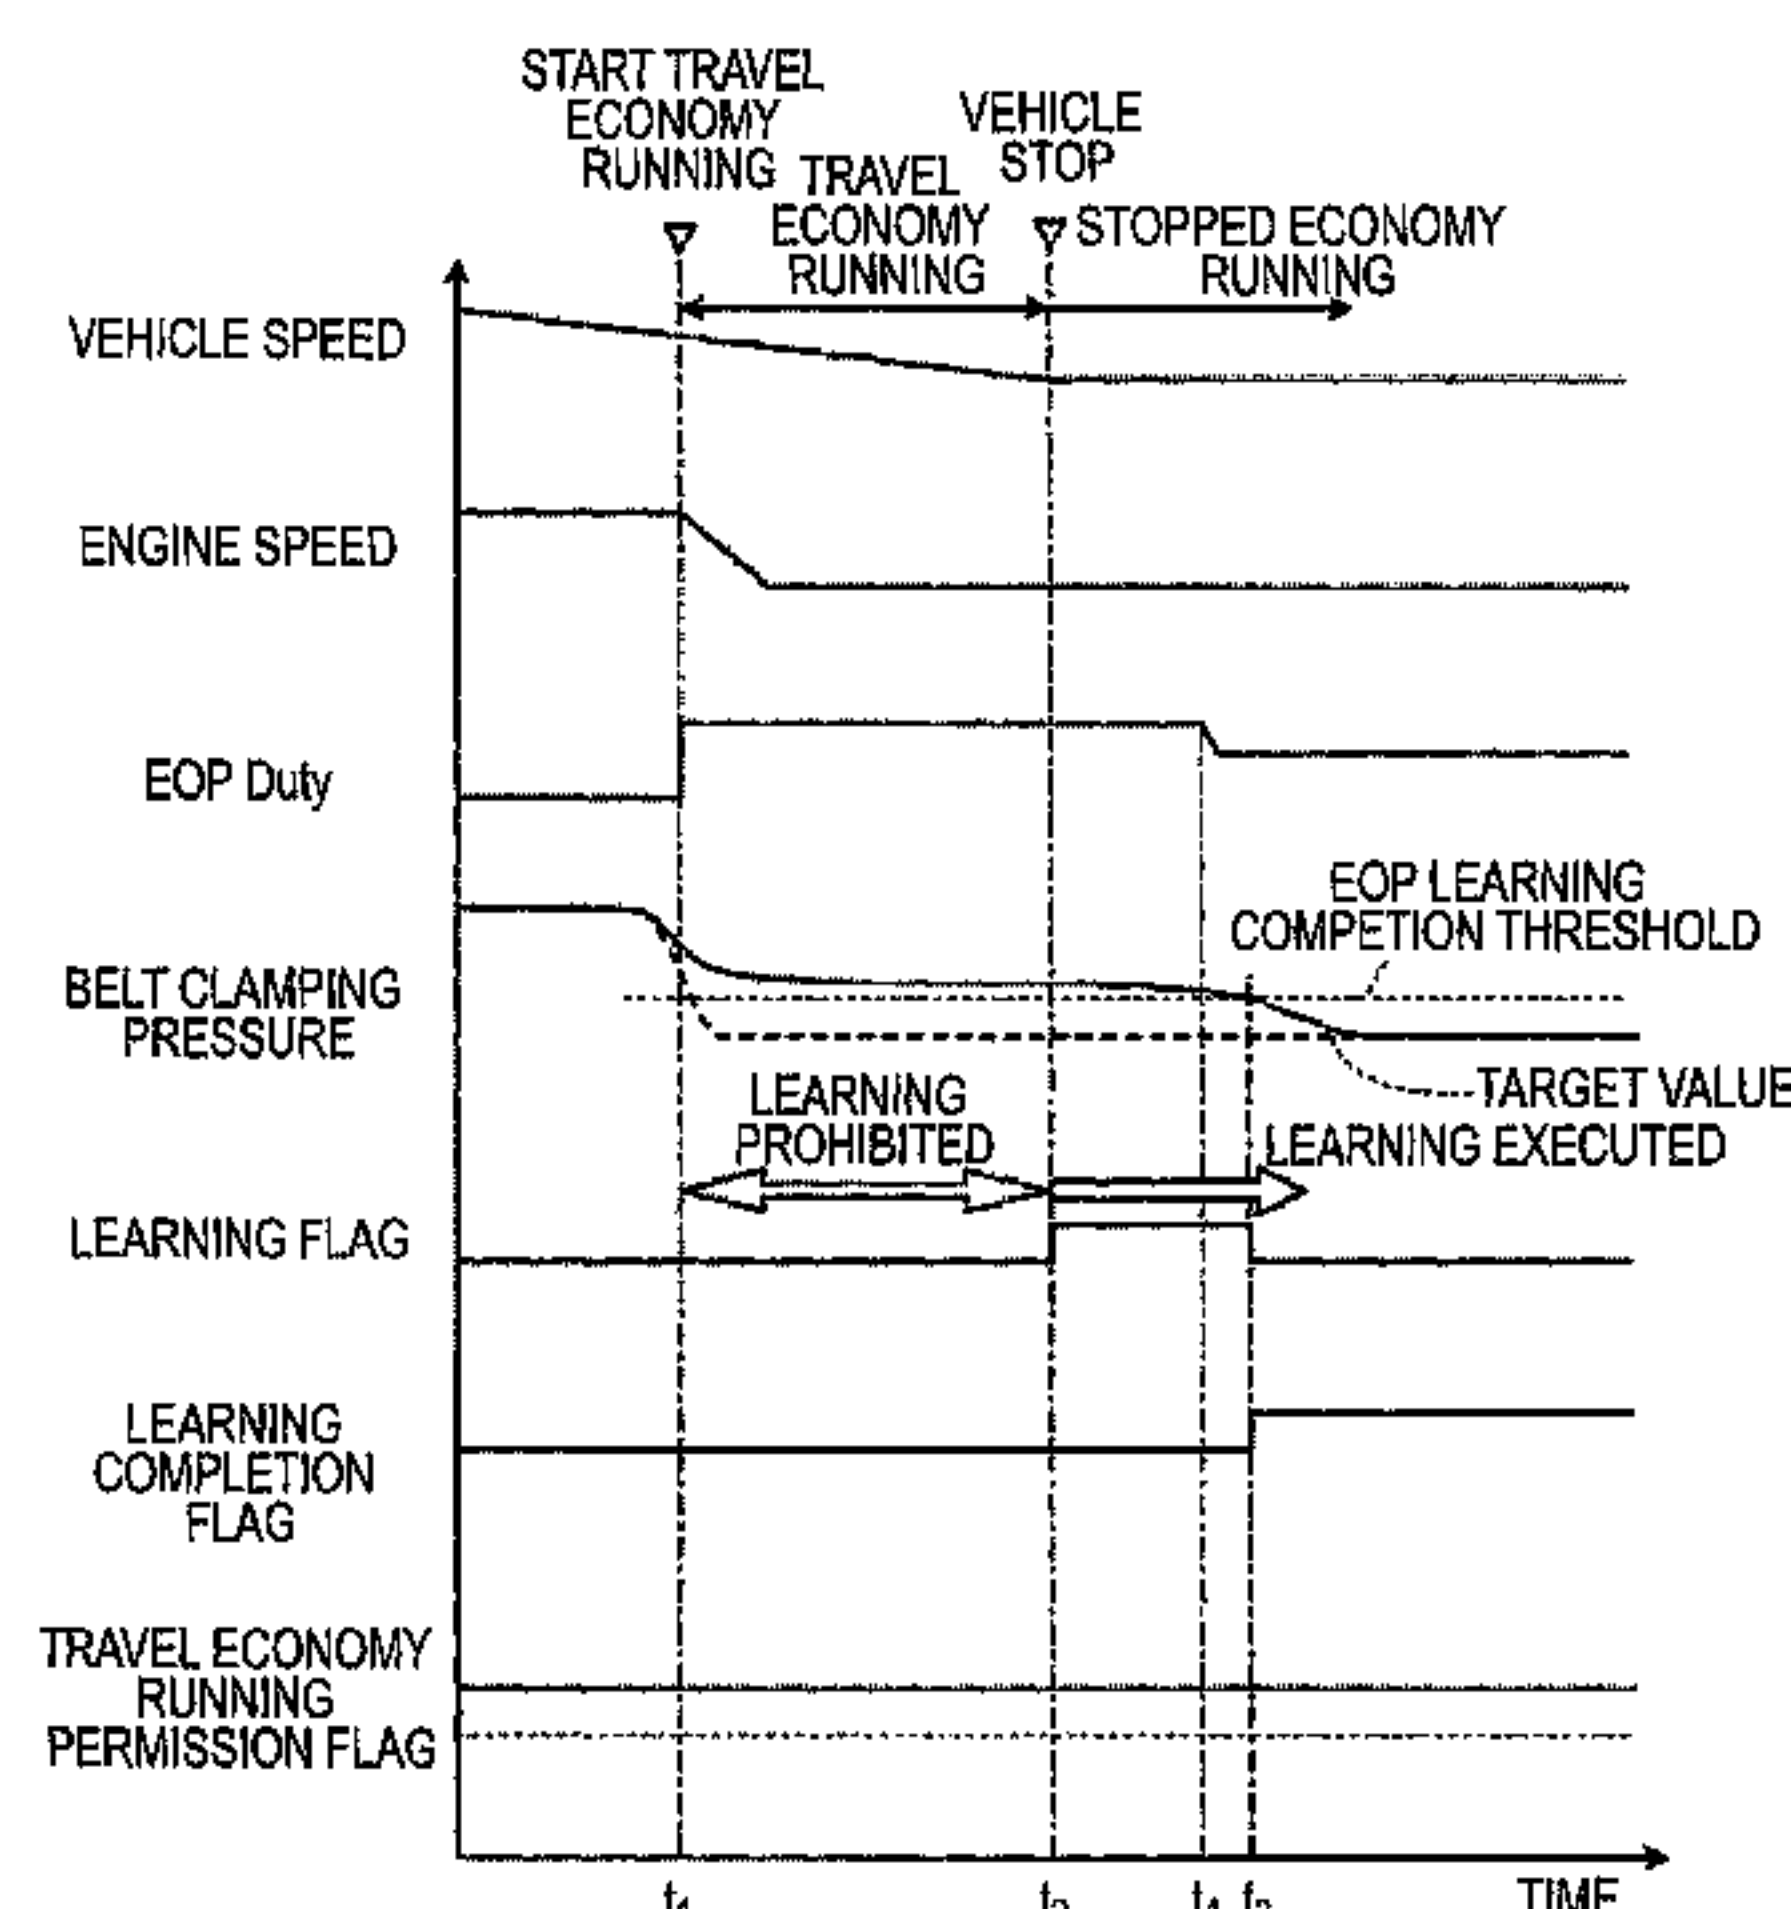 START TRAVEL
ECONOMY
RUNNING
TRAVEL
ECONOMY
RUNNING
VEHICLE
STOP
STOPPED ECONOMY
RUNNING
VEHICLE SPEED
ENGINE SPEED
EOP Duty
EOP LEARNING
COMPETION THRESHOLD
BELT CLAMPING
PRESSURE
TARGET VALUE
LEARNING
PROHIBITED
LEARNING EXECUTED
LEARNING FLAG
LEARNING
COMPLETION
FLAG
TRAVEL ECONOMY
RUNNING
PERMISSION FLAG
TIME